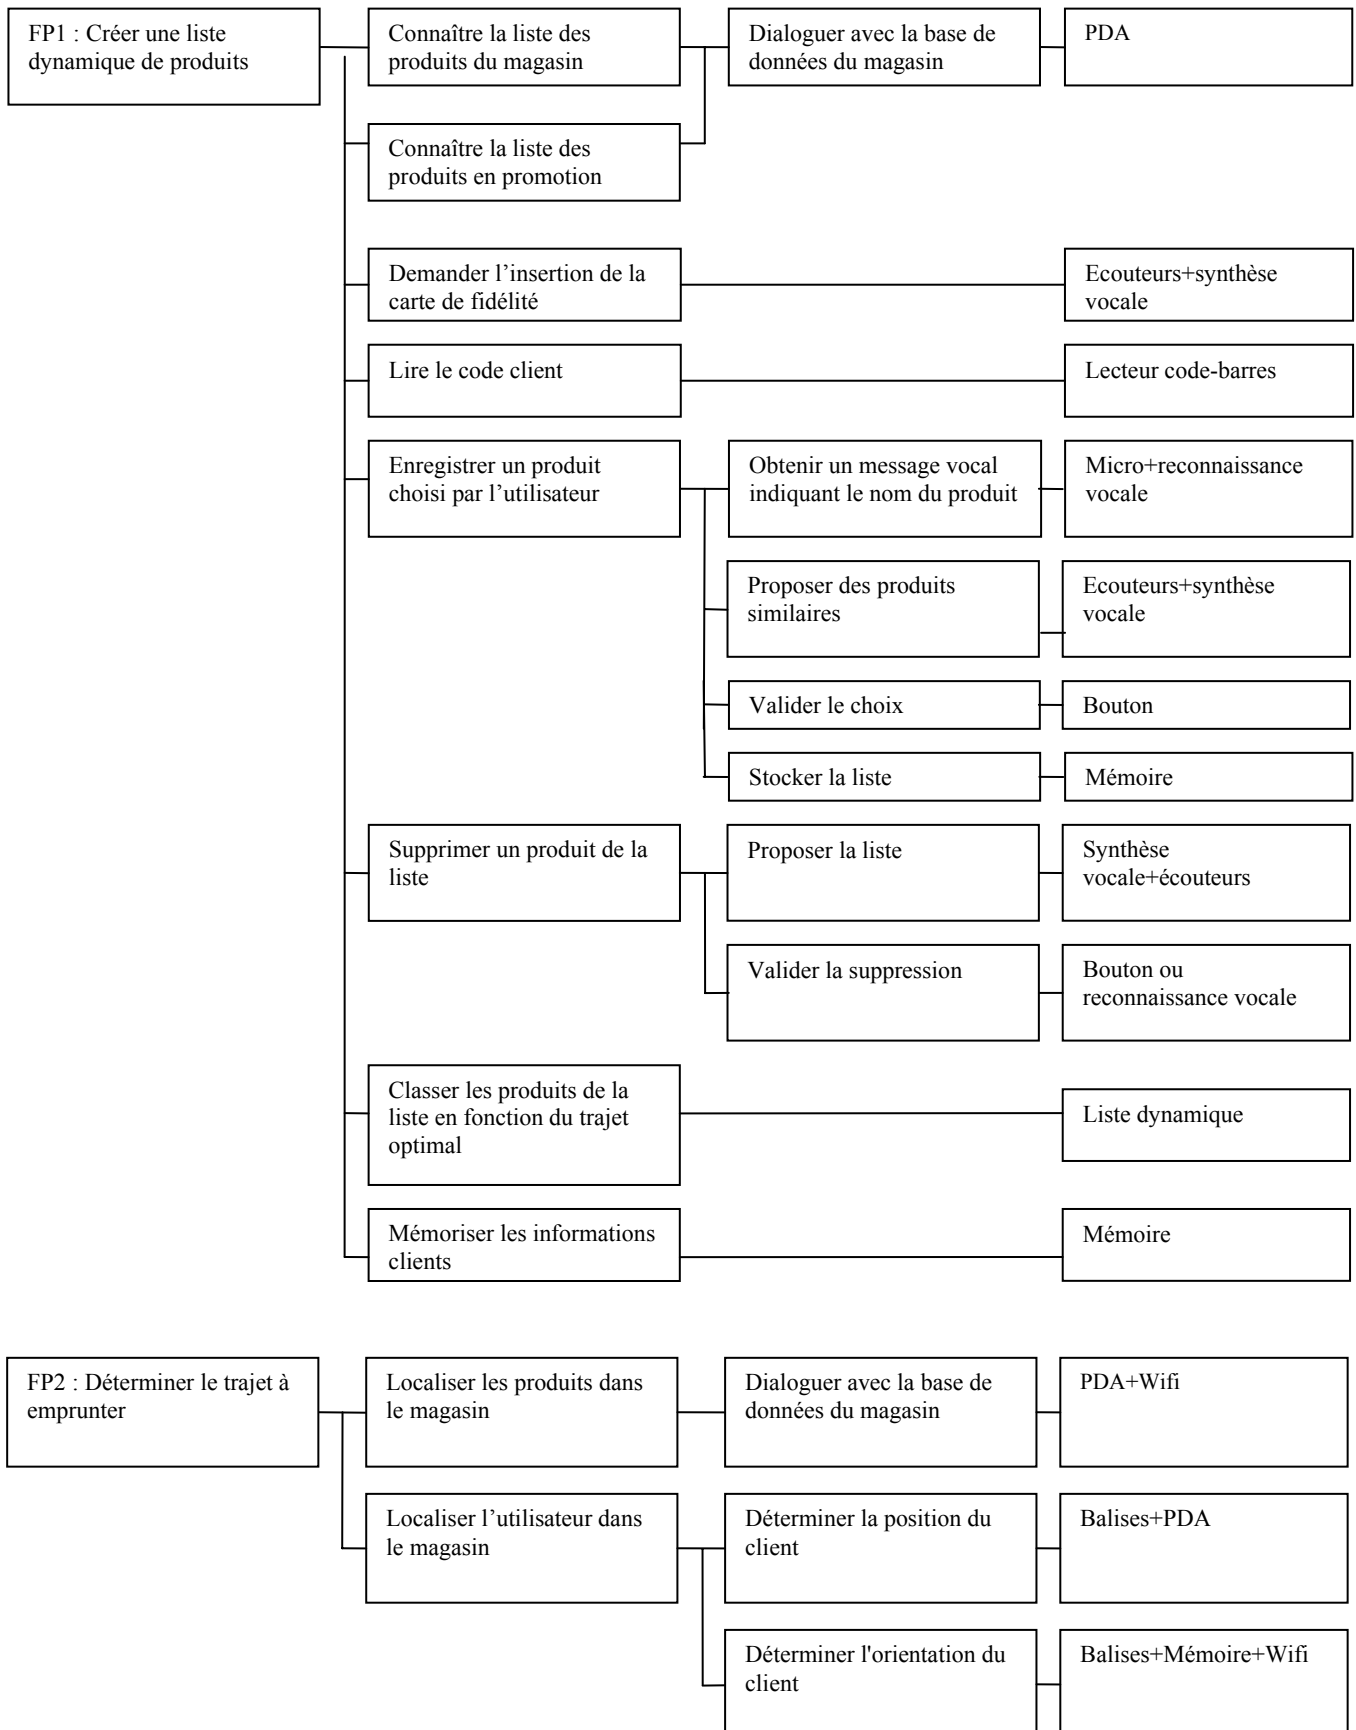 FP1 : Créer une liste
dynamique de produits
Connaître la liste des
produits du magasin
Dialoguer avec la base de
données du magasin
PDA
Connaître la liste des
produits en promotion
Demander l’insertion de la
carte de fidélité
Ecouteurs+synthèse
vocale
Lire le code client
Lecteur code-barres
Enregistrer un produit
choisi par l’utilisateur
Obtenir un message vocal
indiquant le nom du produit
Micro+reconnaissance
vocale
Proposer des produits
similaires
Ecouteurs+synthèse
vocale
Valider le choix
Bouton
Stocker la liste
Mémoire
Supprimer un produit de la
liste
Proposer la liste
Synthèse
vocale+écouteurs
Valider la suppression
Bouton ou
reconnaissance vocale
Classer les produits de la
liste en fonction du trajet
optimal
Liste dynamique
Mémoriser les informations
clients
Mémoire
FP2 : Déterminer le trajet à
emprunter
Localiser les produits dans
le magasin
Dialoguer avec la base de
données du magasin
PDA+Wifi
Localiser l’utilisateur dans
le magasin
Déterminer la position du
client
Balises+PDA
Déterminer l'orientation du
client
Balises+Mémoire+Wifi